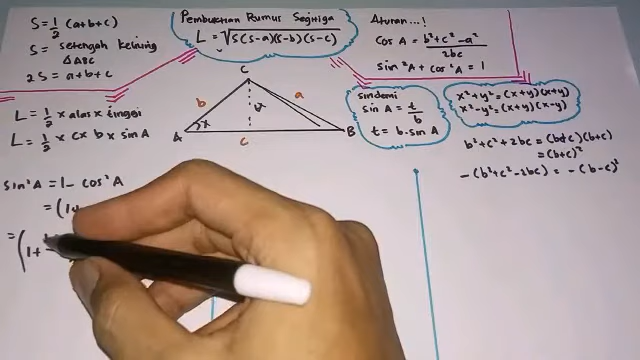 S = 1/2 (a+b+c)
S = setengah keliling
ΔABC
2S = a+b+c
Pembuktian Rumus Segitiga
L = √s(s-a)(s-b)(s-c)
Aturan...!
cos A = b²+c²-a² / 2bc
sin²A + cos²A = 1
L = 1/2 × alas × tinggi
L = 1/2 × c × b × sin A
C
b
a
A
B
c
sin A = t/b
t = b · sin A
x²+y² = (x+y)(x+y)
x²-y² = (x+y)(x-y)
b²+c²+2bc = (b+c)(b+c)
= (b+c)²
-(b²+c²-2bc) = -(b-c)²
sin²A = 1- cos²A
= (1+
= (1+